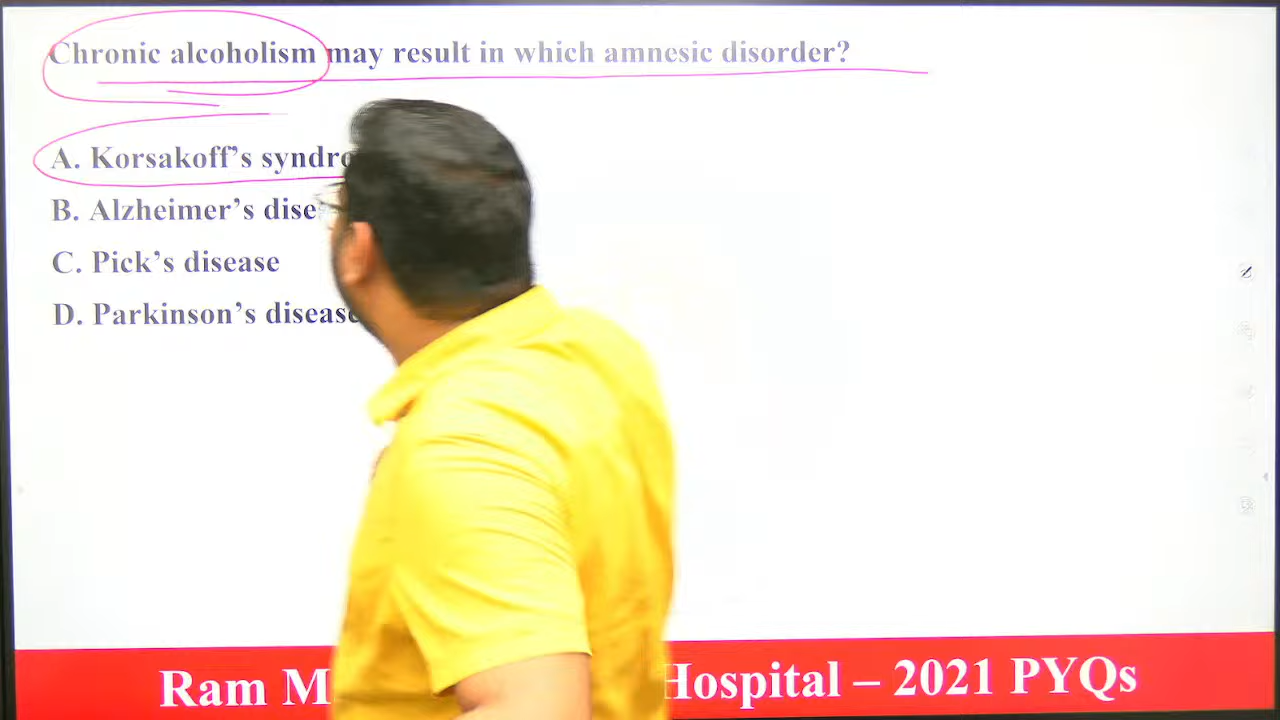 Chronic alcoholism may result in which amnesic disorder?
A. Korsakoff’s syndro
B. Alzheimer’s dise
C. Pick’s disease
D. Parkinson’s disease
Ram M Hospital – 2021 PYQs